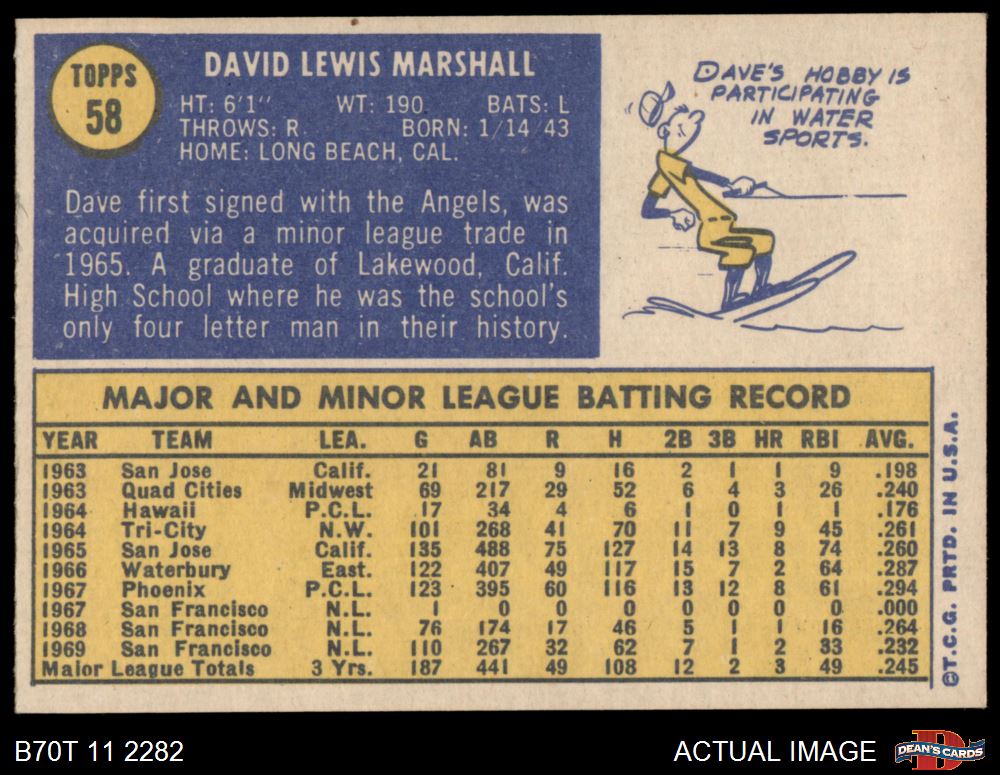 TOPPS
58
DAVID LEWIS MARSHALL
HT: 6'1" WT: 190 BATS: L
THROWS: R BORN: 1/14/43
HOME: LONG BEACH, CAL.
Dave first signed with the Angels, was
acquired via a minor league trade in
1965. A graduate of Lakewood, Calif.
High School where he was the school's
only four letter man in their history.
DAVE'S HOBBY IS
PARTICIPATING
IN WATER
SPORTS.
MAJOR AND MINOR LEAGUE BATTING RECORD
YEAR TEAM LEA. G AB R H 2B 3B HR RBI AVG.
1963 San Jose Calif. 21 81 9 16 2 1 1 9 .198
1963 Quad Cities Midwest 69 217 29 52 6 4 3 26 .240
1964 Hawaii P.C.L. 17 34 4 6 1 0 1 1 .176
1964 Tri-City N.W. 101 268 41 70 11 7 9 45 .261
1965 San Jose Calif. 135 488 75 127 14 13 8 74 .260
1966 Waterbury East. 122 407 49 117 15 7 2 64 .287
1967 Phoenix P.C.L. 123 395 60 116 13 12 8 61 .294
1967 San Francisco N.L. 1 0 0 0 0 0 0 0 .000
1968 San Francisco N.L. 76 174 17 46 5 1 1 16 .264
1969 San Francisco N.L. 110 267 32 62 7 1 2 33 .232
Major League Totals 3 Yrs. 187 441 49 108 12 2 3 49 .245
©T.C.G. PRTD. IN U.S.A.
B70T 11 2282
ACTUAL IMAGE
DEAN'S CARDS